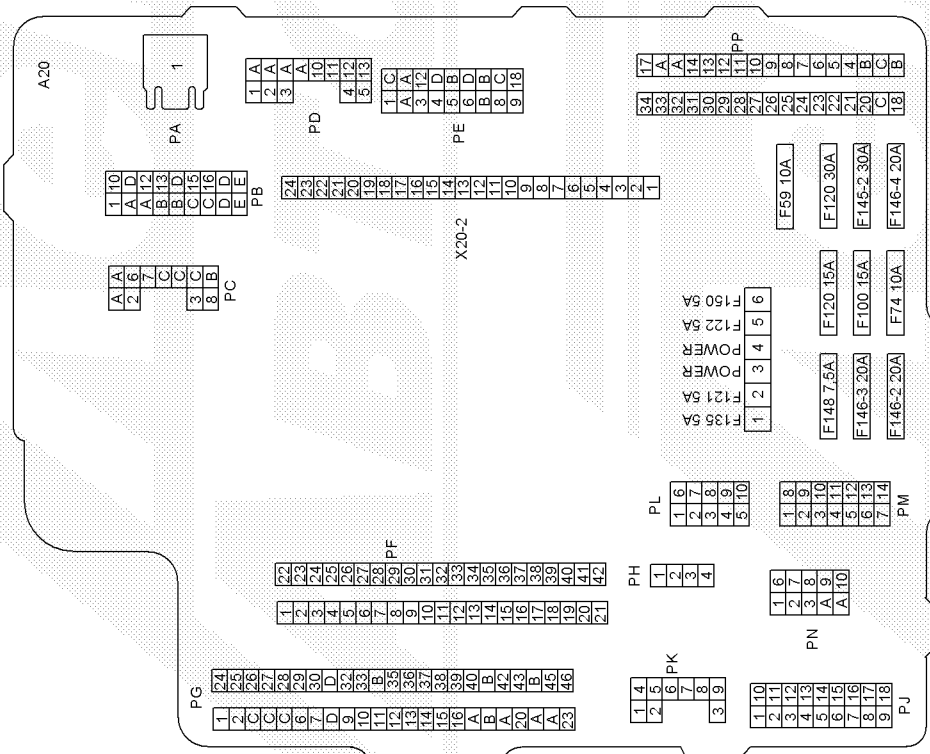 A20
1
PA
A A A A 10 11 12 13
1 2 3 4 5
PD
C A 12 D B D B C 18
1 A 3 4 5 6 B 8 9
PE
PP
17 A A 14 13 12 11 10 9 8 7 6 5 4 B C B
34 33 32 31 30 29 28 27 26 25 24 23 22 21 20 C 18
10 D 12 13 D 15 16 D E
1 A A B B C C D E
PB
24 23 22 21 20 19 18 17 16 15 14 13 12 11 10 9 8 7 6 5 4 3 2 1
X20-2
F59 10A
F120 30A
F145-2 30A
F146-4 20A
A 6 7 C C C B
A 2 3 8
PC
F120 15A
F100 15A
F74 10A
F150 5A 6
F122 5A 5
POWER 4
POWER 3
F121 5A 2
F135 5A 1
F148 7,5A
F146-3 20A
F146-2 20A
PL
6 7 8 9 10
1 2 3 4 5
8 9 10 11 12 13 14
1 2 3 4 5 6 7
PM
PF
22 23 24 25 26 27 28 29 30 31 32 33 34 35 36 37 38 39 40 41 42
1 2 3 4 5 6 7 8 9 10 11 12 13 14 15 16 17 18 19 20 21
PH
1 2 3 4
6 7 8 9 10
1 2 3 A A
PN
PG
24 25 26 27 28 29 30 D 32 33 B 35 36 37 38 39 40 B 42 43 B 45 46
1 2 C C C 6 7 D 9 10 11 12 13 14 15 16 A B A 20 A A 23
PK
4 5 6 7 8 9
1 2 3
10 11 12 13 14 15 16 17 18
1 2 3 4 5 6 7 8 9
PJ